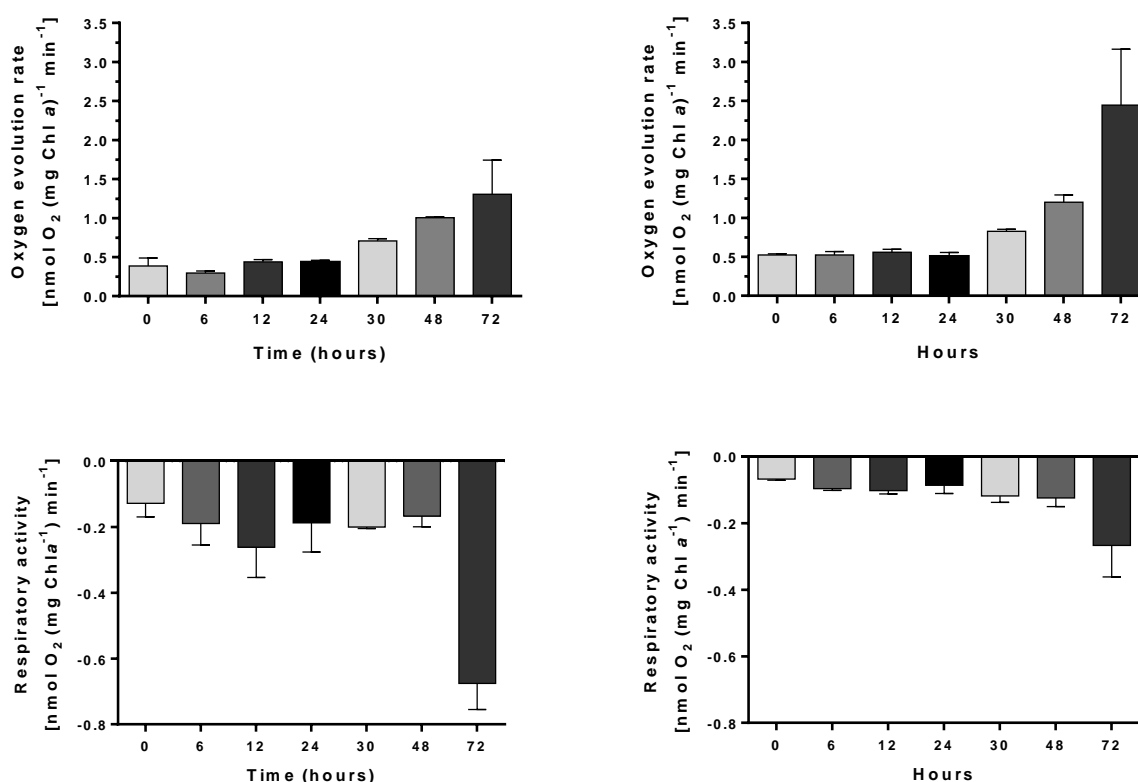 Oxygen evolution rate
[nmol O₂ (mg Chl a)⁻¹ min⁻¹]
3.5
3.0
2.5
2.0
1.5
1.0
0.5
0.0
0 6 12 24 30 48 72
Time (hours)
Oxygen evolution rate
[nmol O₂ (mg Chl a)⁻¹ min⁻¹]
3.5
3.0
2.5
2.0
1.5
1.0
0.5
0.0
0 6 12 24 30 48 72
Hours
Respiratory activity
[nmol O₂ (mg Chla⁻¹) min⁻¹]
0.0
-0.2
-0.4
-0.6
-0.8
0 6 12 24 30 48 72
Time (hours)
Respiratory activity
[nmol O₂ (mg Chl a⁻¹) min⁻¹]
0.0
-0.2
-0.4
-0.6
-0.8
0 6 12 24 30 48 72
Hours